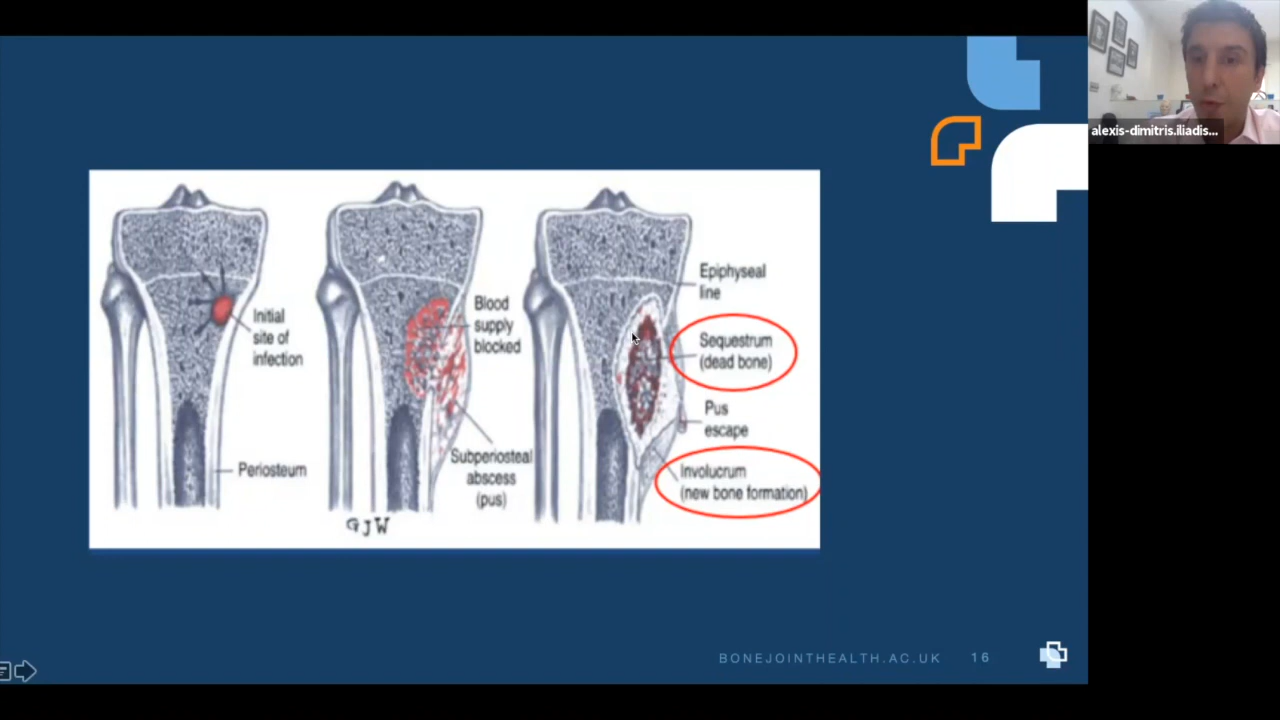 alexis-dimitris.iliadis...
Initial
site of
infection
Periosteum
Blood
supply
blocked
Subperiosteal
abscess
(pus)
GJW
Epiphyseal
line
Sequestrum
(dead bone)
Pus
escape
Involucrum
(new bone formation)
BONEJOINTHEALTH.AC.UK 16